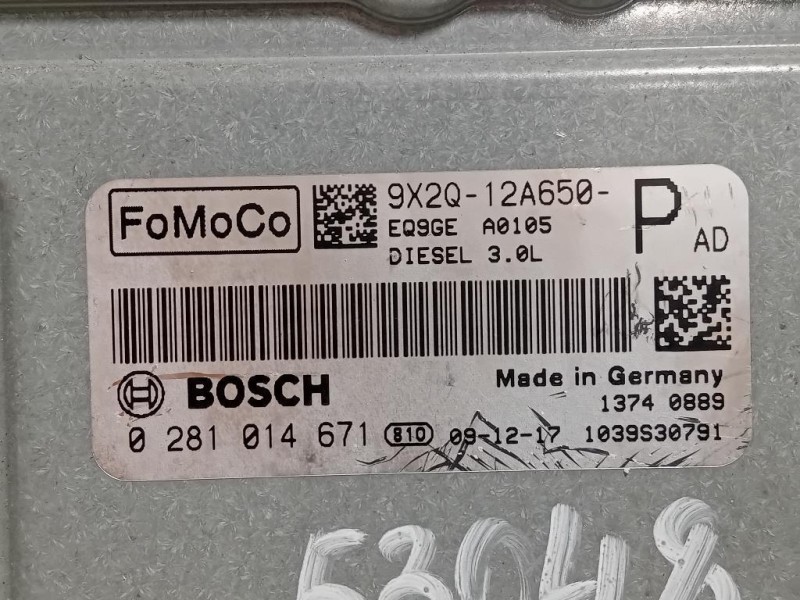 FoMoCo
9X2Q-12A650-
P AD
EQ9GE A0105
DIESEL 3.0L
BOSCH
Made in Germany
1374 0889
0 281 014 671 810 09-12-17 1039S30791
53048